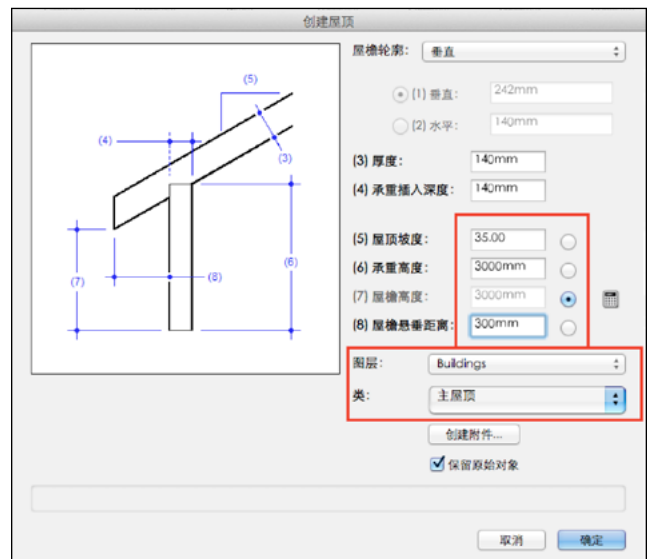 创建屋顶
屋檐轮廓： 垂直
(1) 垂直： 242mm
(2) 水平： 140mm
(3) 厚度： 140mm
(4) 承重插入深度： 140mm
(5) 屋顶坡度： 35.00
(6) 承重高度： 3000mm
(7) 屋檐高度： 3000mm
(8) 屋檐悬垂距离： 300mm
图层： Buildings
类： 主屋顶
创建附件...
保留原始对象
取消 确定
(5)
(4)
(3)
(6)
(7)
(8)